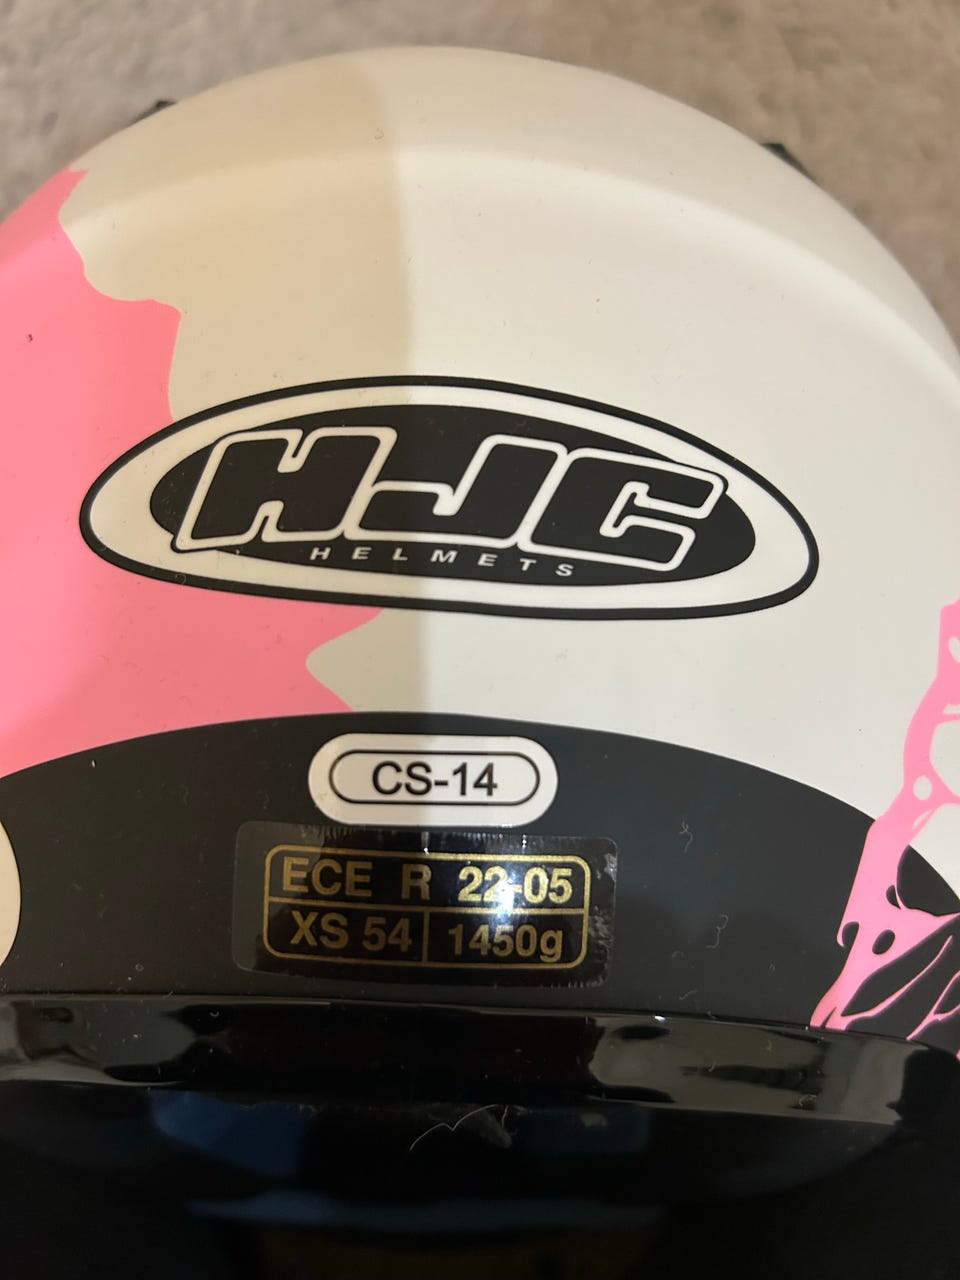 HJC
HELMETS
CS-14
ECE R 22-05
XS 54 1450g